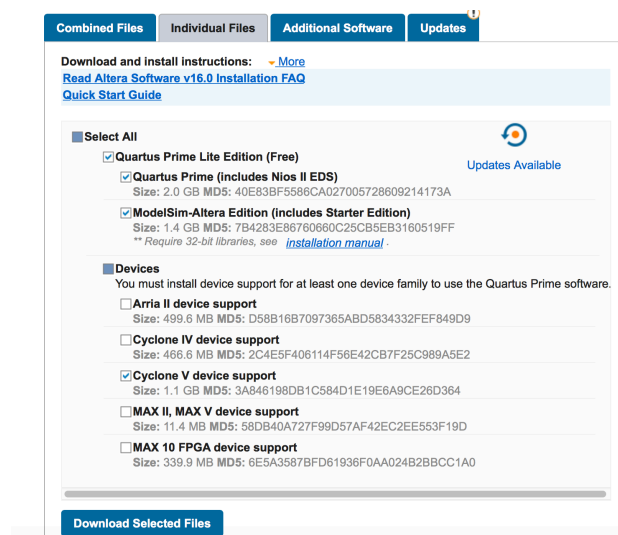 Combined Files
Individual Files
Additional Software
Updates
!
Download and install instructions: More
Read Altera Software v16.0 Installation FAQ
Quick Start Guide
Select All
Updates Available
Quartus Prime Lite Edition (Free)
Quartus Prime (includes Nios II EDS)
Size: 2.0 GB MD5: 40E83BF5586CA027005728609214173A
ModelSim-Altera Edition (includes Starter Edition)
Size: 1.4 GB MD5: 7B4283E86760660C25CB5EB3160519FF
** Require 32-bit libraries, see installation manual .
Devices
You must install device support for at least one device family to use the Quartus Prime software.
Arria II device support
Size: 499.6 MB MD5: D58B16B7097365ABD5834332FEF849D9
Cyclone IV device support
Size: 466.6 MB MD5: 2C4E5F406114F56E42CB7F25C989A5E2
Cyclone V device support
Size: 1.1 GB MD5: 3A846198DB1C584D1E19E6A9CE26D364
MAX II, MAX V device support
Size: 11.4 MB MD5: 58DB40A727F99D57AF42EC2EE553F19D
MAX 10 FPGA device support
Size: 339.9 MB MD5: 6E5A3587BFD61936F0AA024B2BBCC1A0
Download Selected Files